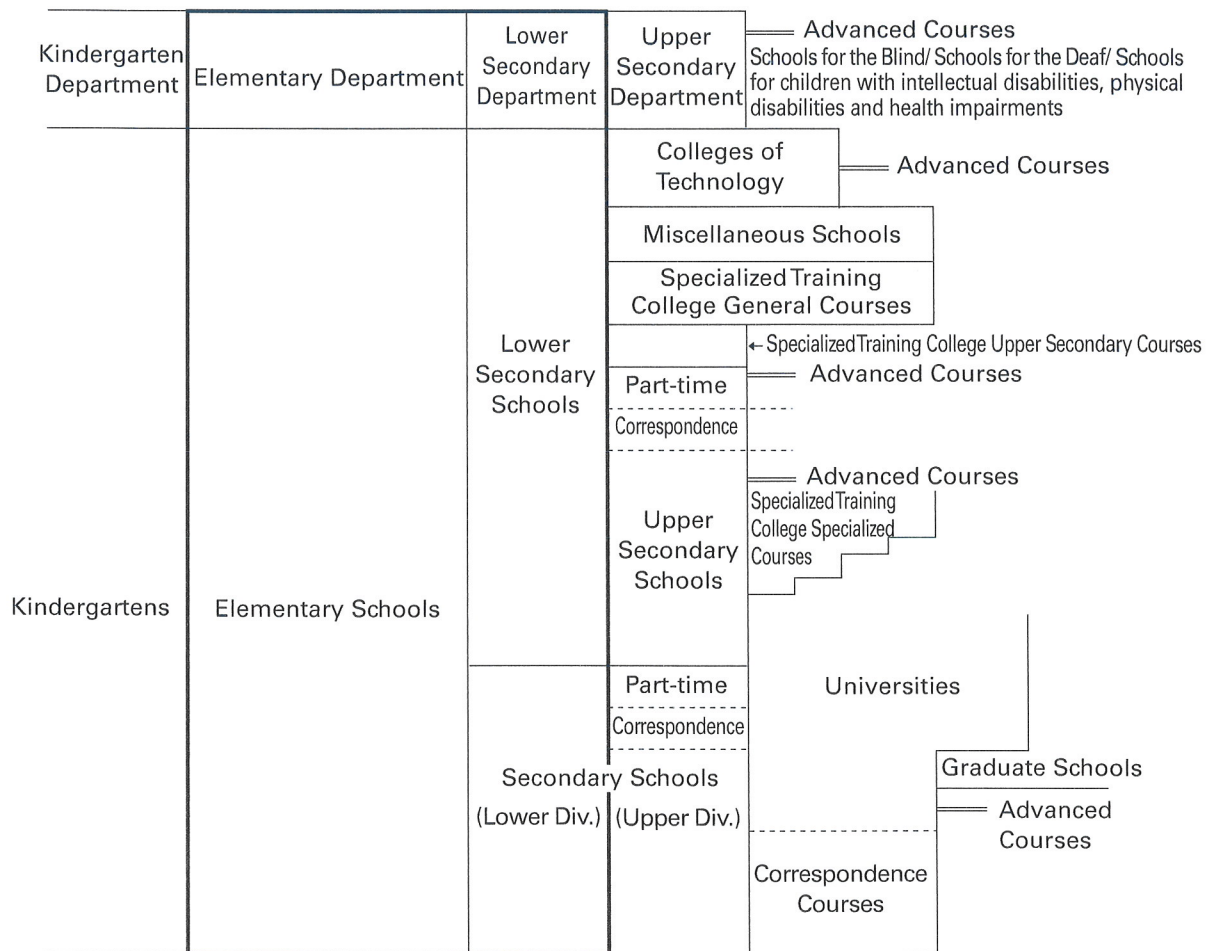 Kindergarten
Department
Elementary Department
Lower
Secondary
Department
Upper
Secondary
Department
Advanced Courses
Schools for the Blind/ Schools for the Deaf/ Schools
for children with intellectual disabilities, physical
disabilities and health impairments
Colleges of
Technology
Advanced Courses
Miscellaneous Schools
Specialized Training
College General Courses
←Specialized Training College Upper Secondary Courses
Lower
Secondary
Schools
Part-time
Advanced Courses
Correspondence
Advanced Courses
Upper
Secondary
Schools
Specialized Training
College Specialized
Courses
Kindergartens
Elementary Schools
Part-time
Correspondence
Universities
Secondary Schools
(Lower Div.)
(Upper Div.)
Graduate Schools
Advanced
Courses
Correspondence
Courses